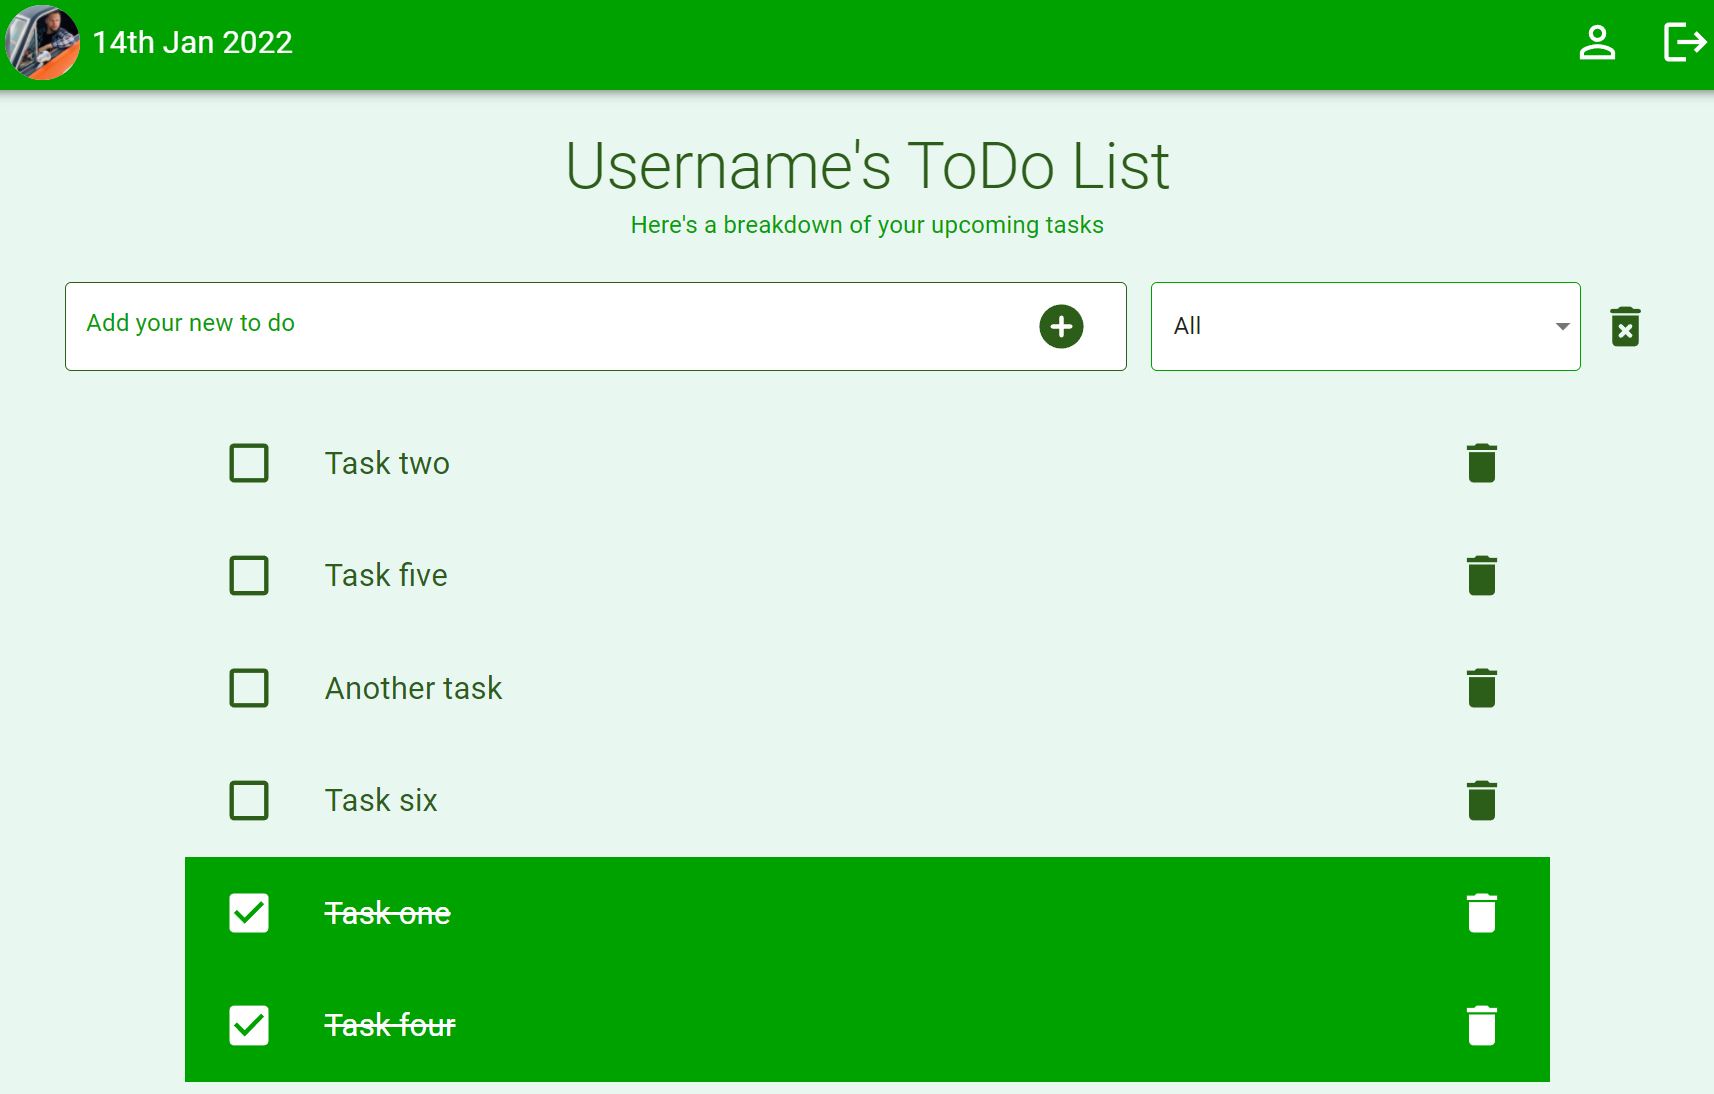 14th Jan 2022
Username's ToDo List
Here's a breakdown of your upcoming tasks
Add your new to do
All
Task two
Task five
Another task
Task six
Task one
Task four